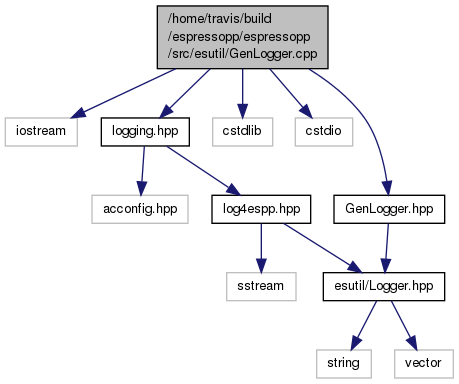 /home/travis/build
/espressopp/espressopp
/src/esutil/GenLogger.cpp
iostream
logging.hpp
cstdlib
cstdio
acconfig.hpp
log4espp.hpp
GenLogger.hpp
sstream
esutil/Logger.hpp
string
vector